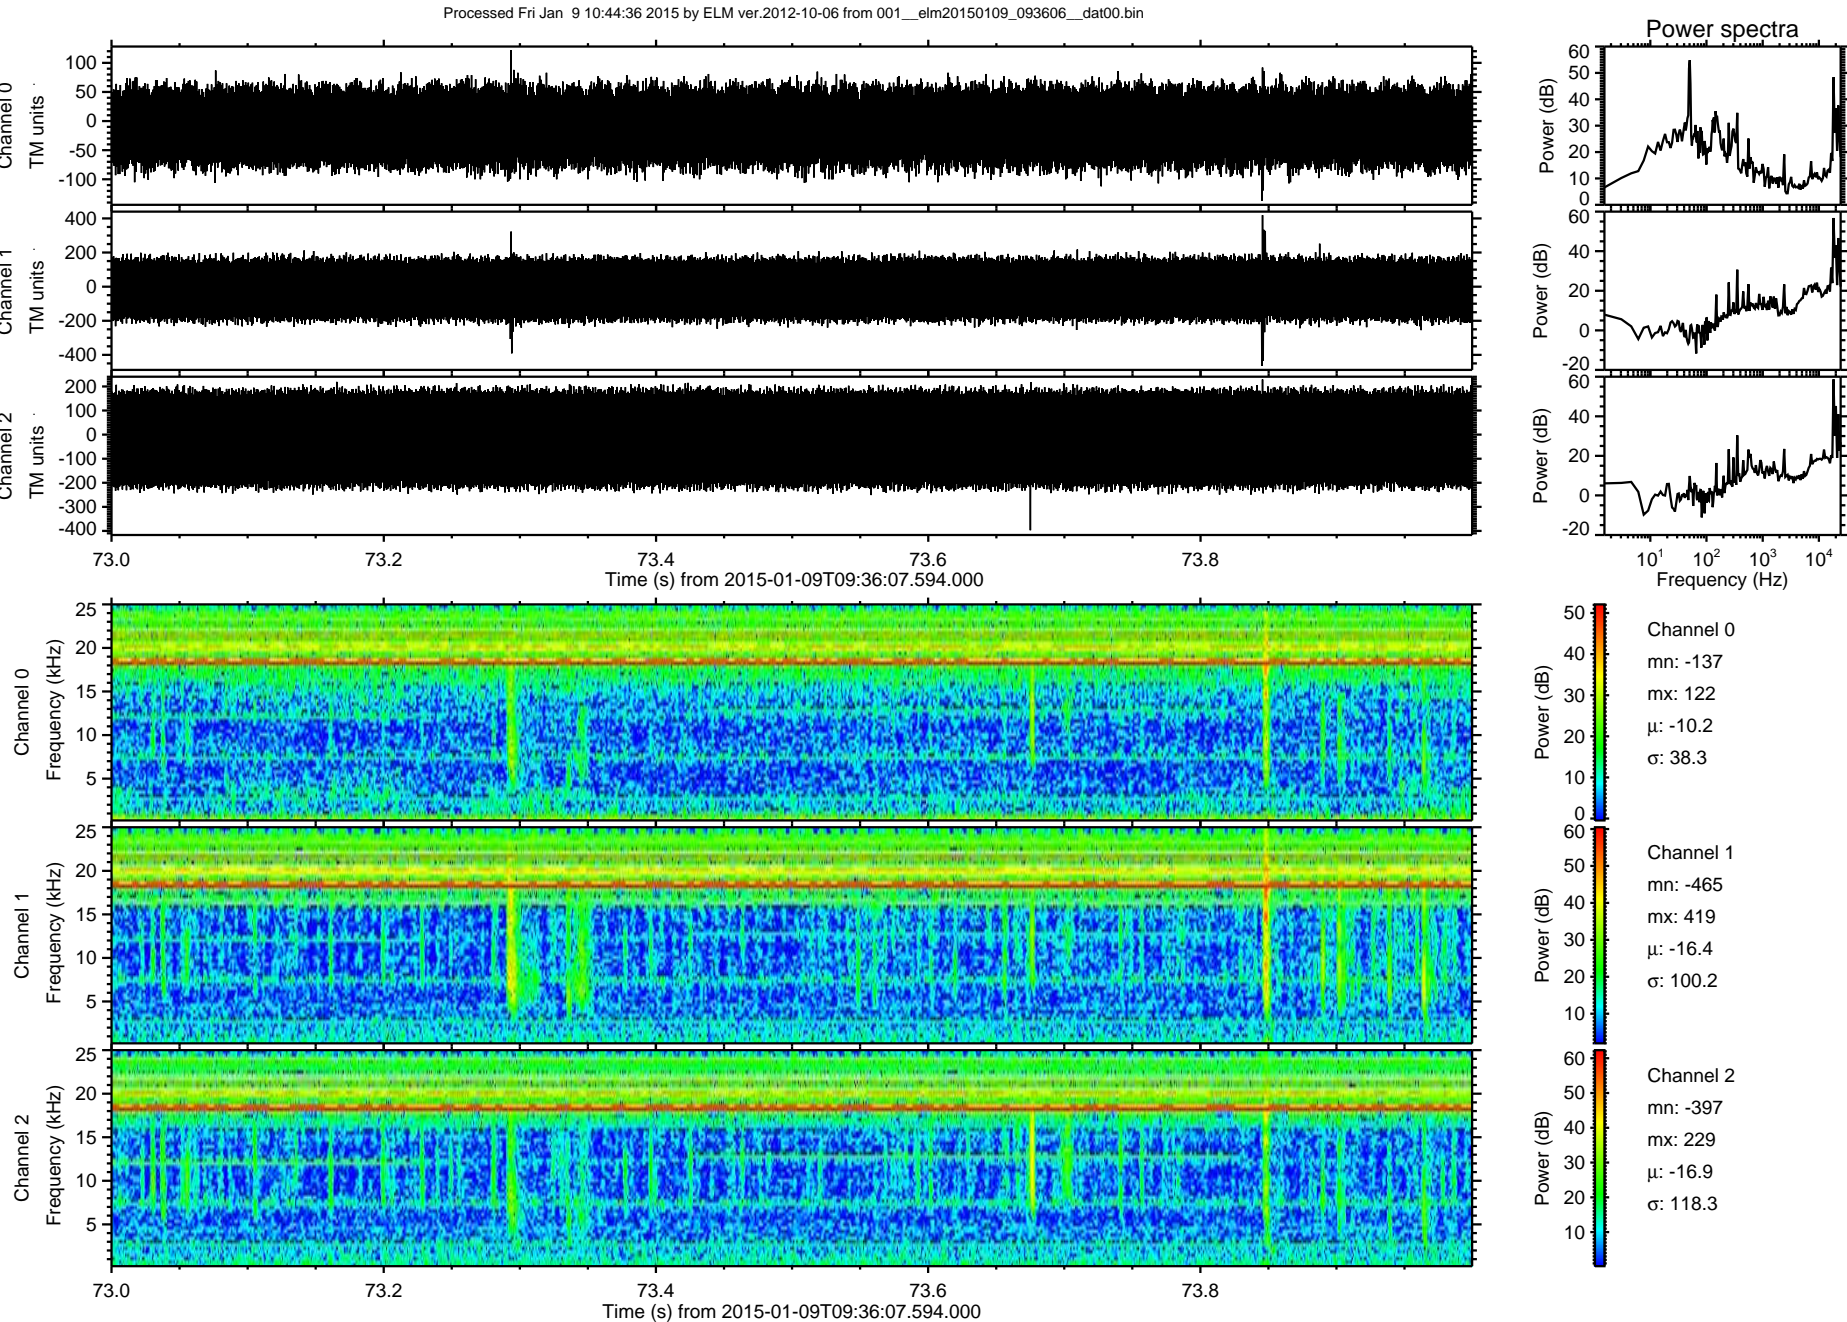 Processed Fri Jan 9 10:44:36 2015 by ELM ver.2012-10-06 from 001__elm20150109_093606__dat00.bin
Power spectra
Channel 0
TM units
100
50
0
-50
-100
Power (dB)
60
50
40
30
20
10
0
Channel 1
TM units
400
200
0
-200
-400
Power (dB)
60
40
20
0
-20
Channel 2
TM units
200
100
0
-100
-200
-300
-400
Power (dB)
60
40
20
0
-20
73.0 73.2 73.4 73.6 73.8
Time (s) from 2015-01-09T09:36:07.594.000
10^1 10^2 10^3 10^4
Frequency (Hz)
Channel 0
Frequency (kHz)
25
20
15
10
5
Power (dB)
50
40
30
20
10
0
Channel 0
mn: -137
mx: 122
µ: -10.2
σ: 38.3
Channel 1
Frequency (kHz)
25
20
15
10
5
Power (dB)
60
50
40
30
20
10
Channel 1
mn: -465
mx: 419
µ: -16.4
σ: 100.2
Channel 2
Frequency (kHz)
25
20
15
10
5
Power (dB)
60
50
40
30
20
10
Channel 2
mn: -397
mx: 229
µ: -16.9
σ: 118.3
73.0 73.2 73.4 73.6 73.8
Time (s) from 2015-01-09T09:36:07.594.000